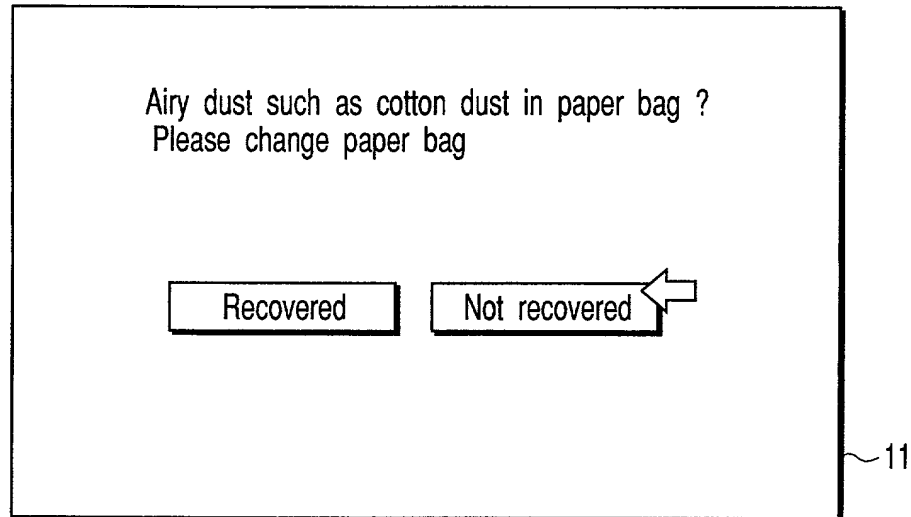 Airy dust such as cotton dust in paper bag ?
Please change paper bag
Recovered
Not recovered
11